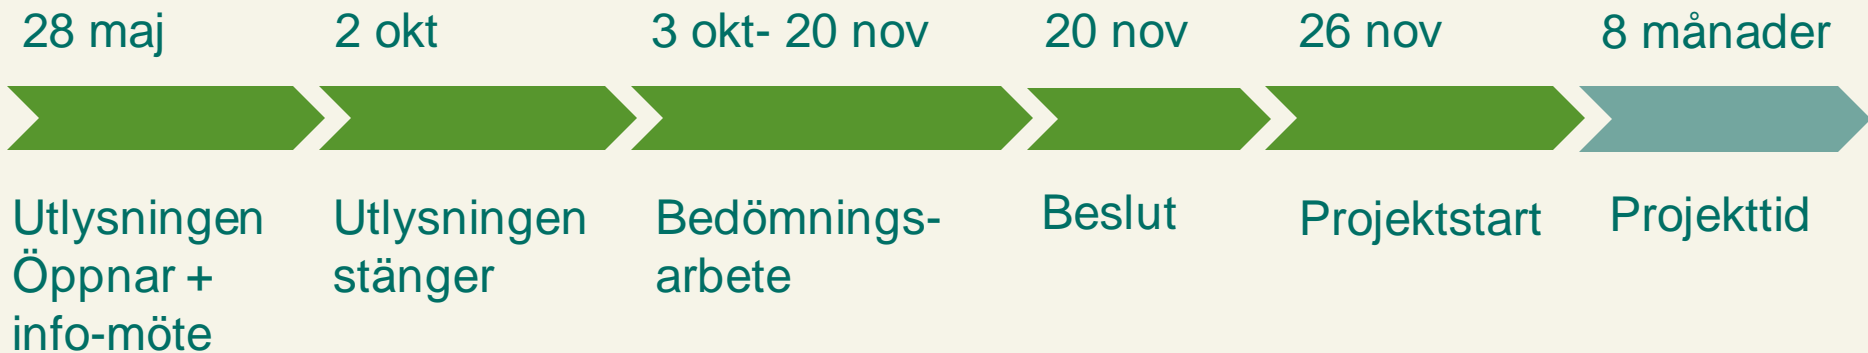 28 maj
2 okt
3 okt- 20 nov
20 nov
26 nov
8 månader
Utlysningen
Öppnar +
info-möte
Utlysningen
stänger
Bedömnings-
arbete
Beslut
Projektstart
Projekttid